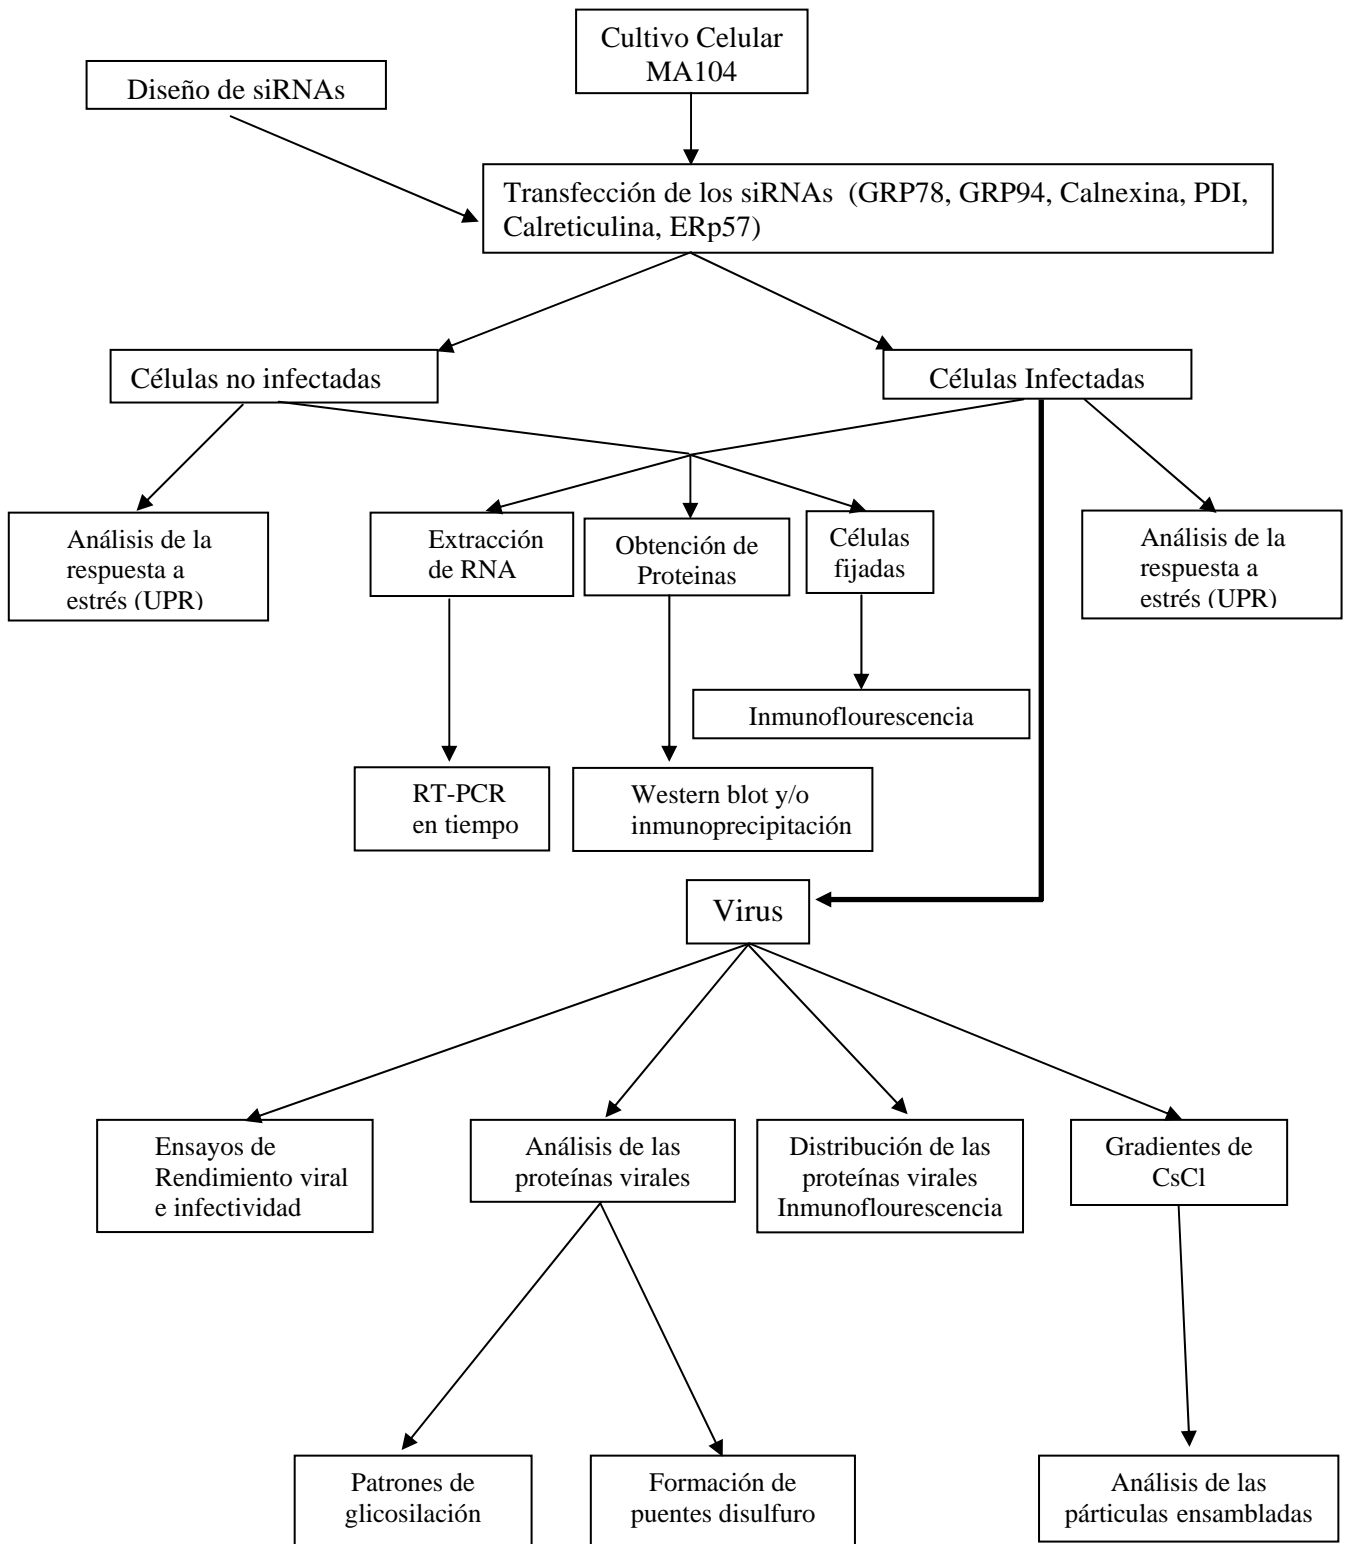 Cultivo Celular
MA104
Diseño de siRNAs
Transfección de los siRNAs (GRP78, GRP94, Calnexina, PDI,
Calreticulina, ERp57)
Células no infectadas
Células Infectadas
Análisis de la
respuesta a
estrés (UPR)
Extracción
de RNA
Obtención de
Proteinas
Células
fijadas
Análisis de la
respuesta a
estrés (UPR)
Inmunoflourescencia
RT-PCR
en tiempo
Western blot y/o
inmunoprecipitación
Virus
Ensayos de
Rendimiento viral
e infectividad
Análisis de las
proteínas virales
Distribución de las
proteínas virales
Inmunoflourescencia
Gradientes de
CsCl
Patrones de
glicosilación
Formación de
puentes disulfuro
Análisis de las
párticulas ensambladas